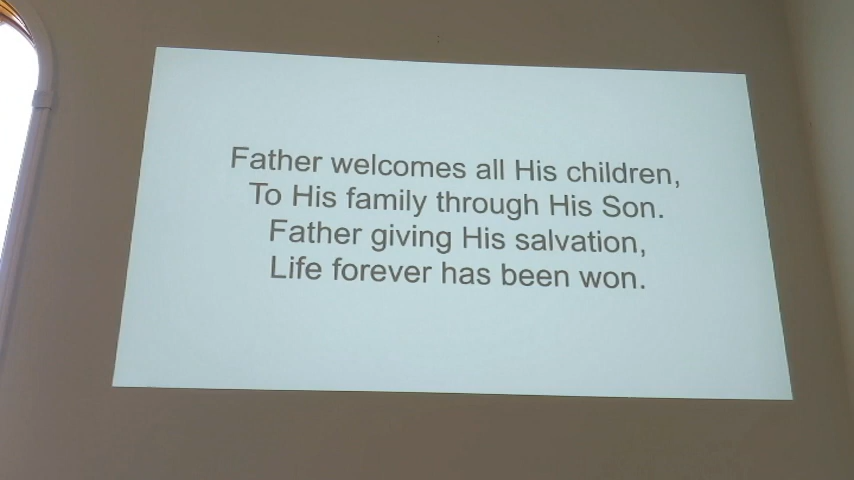 Father welcomes all His children,
To His family through His Son.
Father giving His salvation,
Life forever has been won.